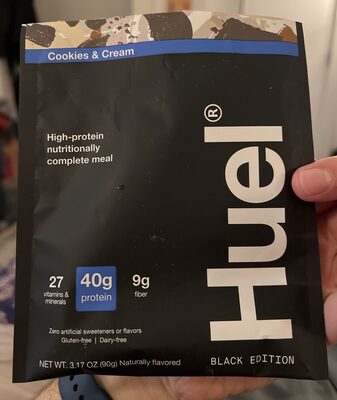 Cookies & Cream
High-protein
nutritionally
complete meal
Huel®
27
vitamins &
minerals
40g
protein
9g
fiber
Zero artificial sweeteners or flavors
Gluten-free | Dairy-free
NET WT. 3.17 OZ (90g) Naturally flavored
BLACK EDITION